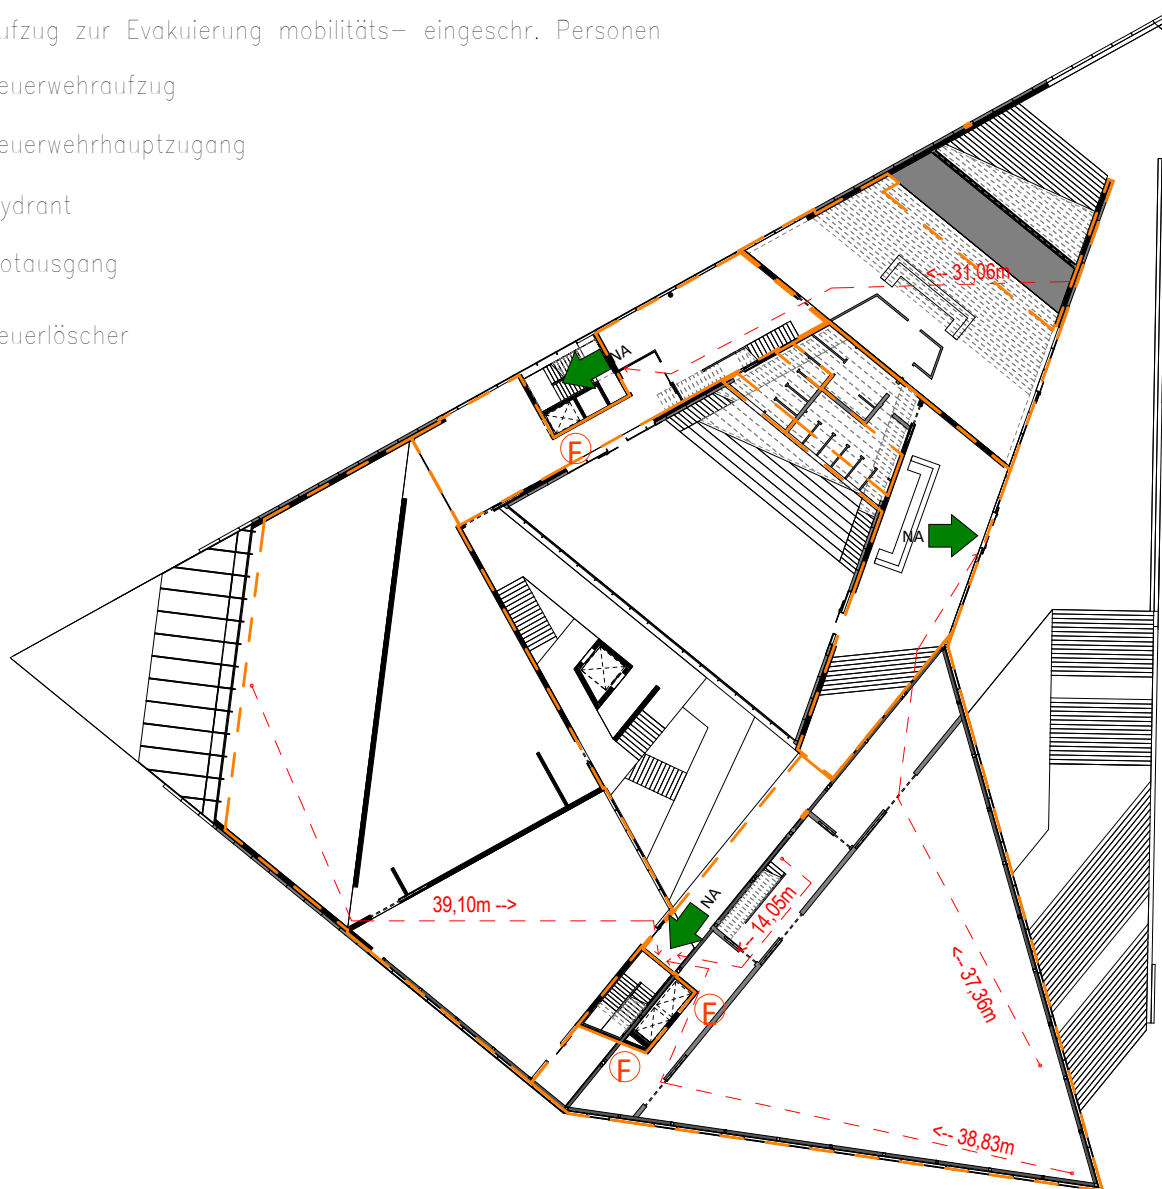 ufzug zur Evakuierung mobilitäts– eingeschr. Personen
euerwehraufzug
euerwehrhauptzugang
ydrant
otausgang
euerlöscher
<-- 31,06m
NA
F
NA
39,10m -->
NA
<-- 14,05m
<-- 37,36m
F
F
<-- 38,83m